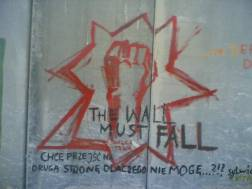 THE WALL
MUST FALL
CHCE PRZEJŚĆ NA
DRUGĄ STRONĘ DLACZEGO NIE MOGĘ...?!?